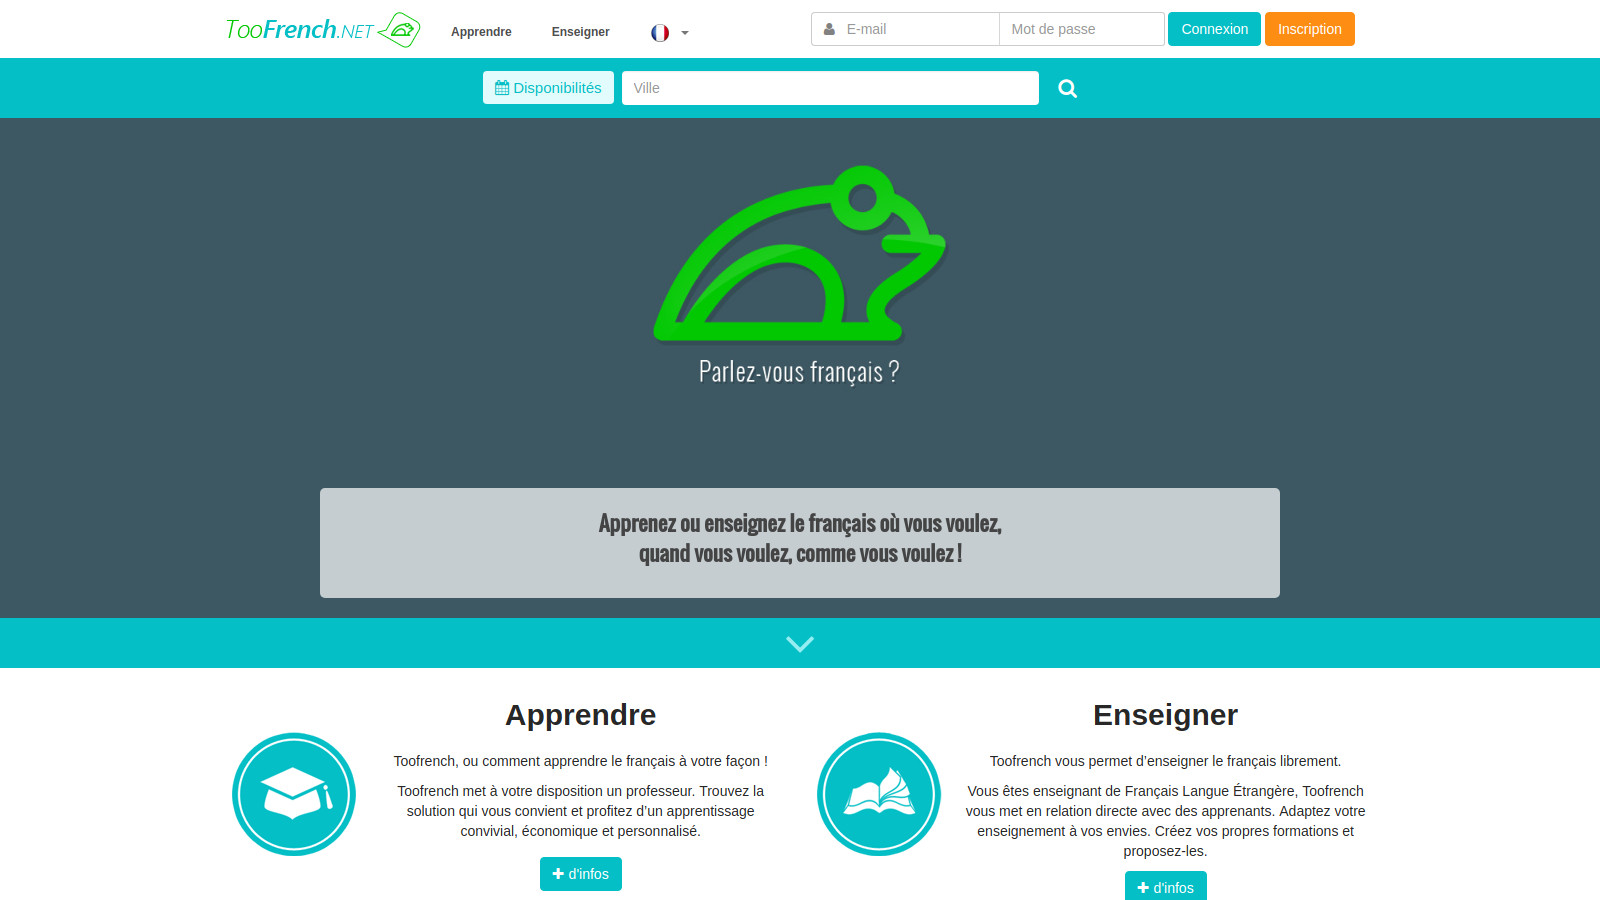 TooFrench.NET
Apprendre
Enseigner
E-mail
Mot de passe
Connexion
Inscription
Disponibilités
Ville
Parlez-vous français ?
Apprenez ou enseignez le français où vous voulez,
quand vous voulez, comme vous voulez !
Apprendre
Toofrench, ou comment apprendre le français à votre façon !
Toofrench met à votre disposition un professeur. Trouvez la
solution qui vous convient et profitez d’un apprentissage
convivial, économique et personnalisé.
+ d'infos
Enseigner
Toofrench vous permet d’enseigner le français librement.
Vous êtes enseignant de Français Langue Étrangère, Toofrench
vous met en relation directe avec des apprenants. Adaptez votre
enseignement à vos envies. Créez vos propres formations et
proposez-les.
+ d'infos